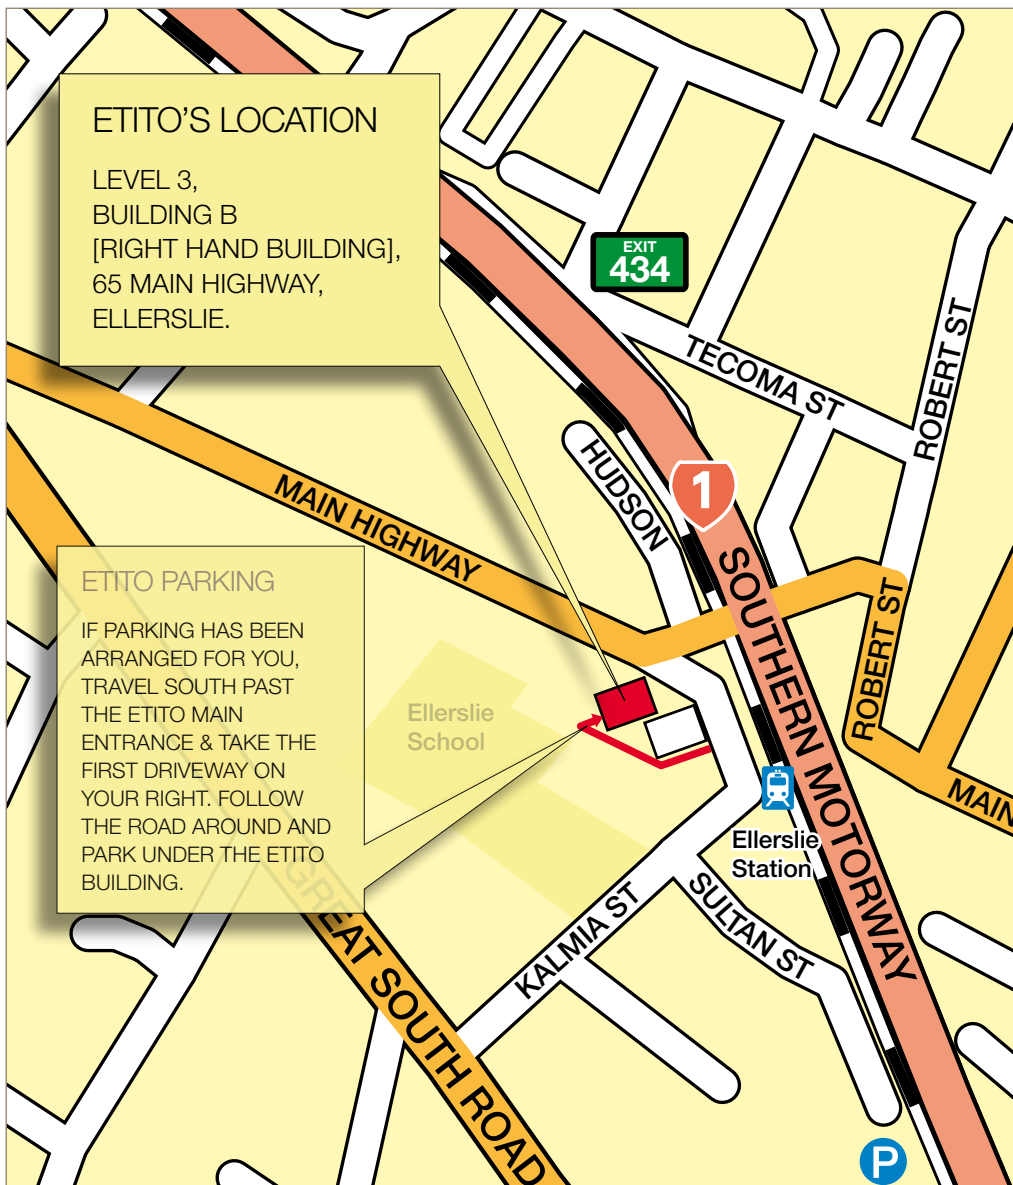 ETITO’S LOCATION
LEVEL 3,
BUILDING B
[RIGHT HAND BUILDING],
65 MAIN HIGHWAY,
ELLERSLIE.
EXIT
434
TECOMA ST
ROBERT ST
HUDSON
1
MAIN HIGHWAY
SOUTHERN MOTORWAY
ROBERT ST
MAIN
ETITO PARKING
IF PARKING HAS BEEN
ARRANGED FOR YOU,
TRAVEL SOUTH PAST
THE ETITO MAIN
ENTRANCE & TAKE THE
FIRST DRIVEWAY ON
YOUR RIGHT. FOLLOW
THE ROAD AROUND AND
PARK UNDER THE ETITO
BUILDING.
Ellerslie
School
Ellerslie
Station
KALMIA ST
SULTAN ST
GREAT SOUTH ROAD
P